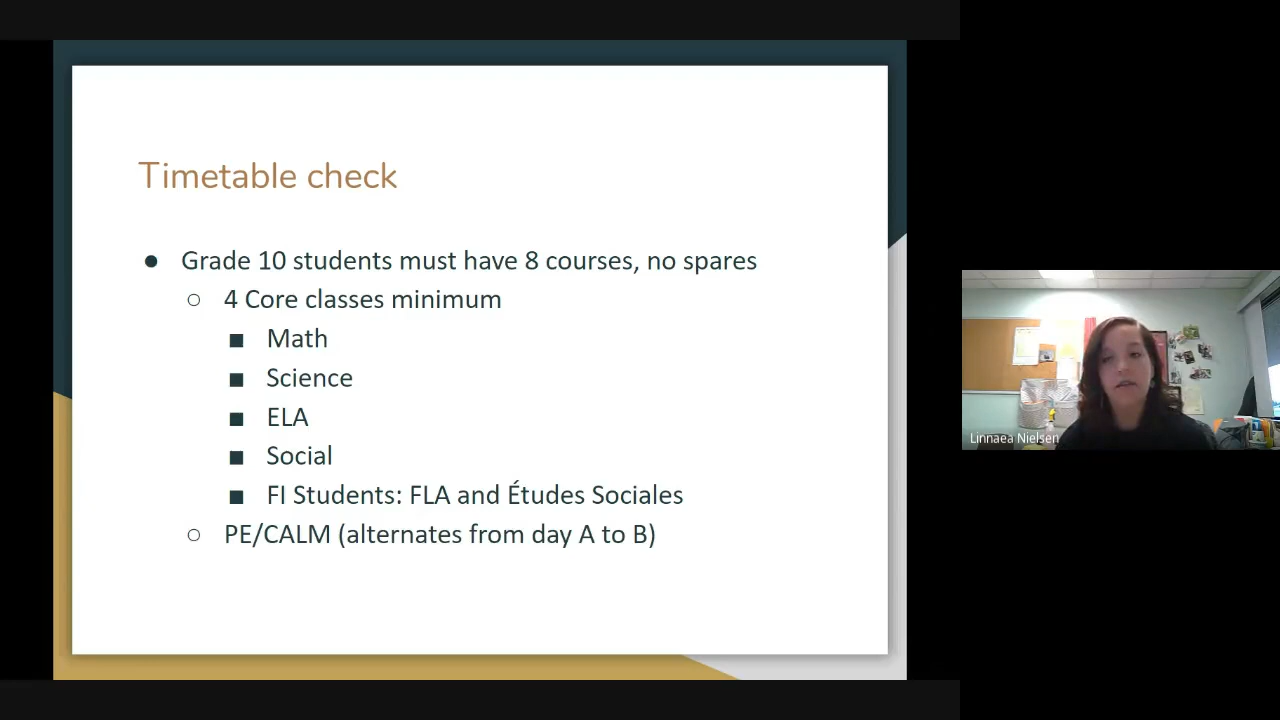 Timetable check
● Grade 10 students must have 8 courses, no spares
○ 4 Core classes minimum
■ Math
■ Science
■ ELA
■ Social
■ FI Students: FLA and Études Sociales
○ PE/CALM (alternates from day A to B)
Linnaea Nielsen